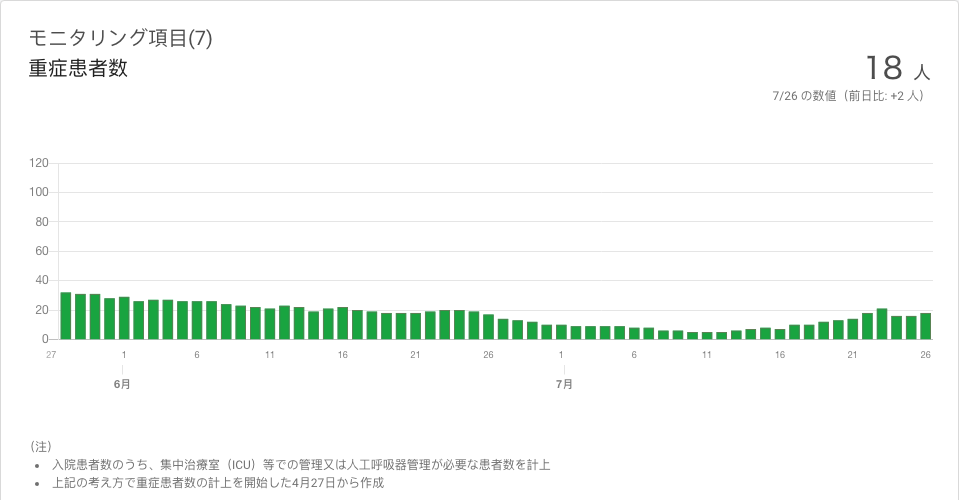 モニタリング項目(7)
重症患者数
18 人
7/26 の数値（前日比: +2 人）
120
100
80
60
40
20
0
27 1 6 11 16 21 26 1 6 11 16 21 26
6月 7月
（注）
• 入院患者数のうち、集中治療室（ICU）等での管理又は人工呼吸器管理が必要な患者数を計上
• 上記の考え方で重症患者数の計上を開始した4月27日から作成